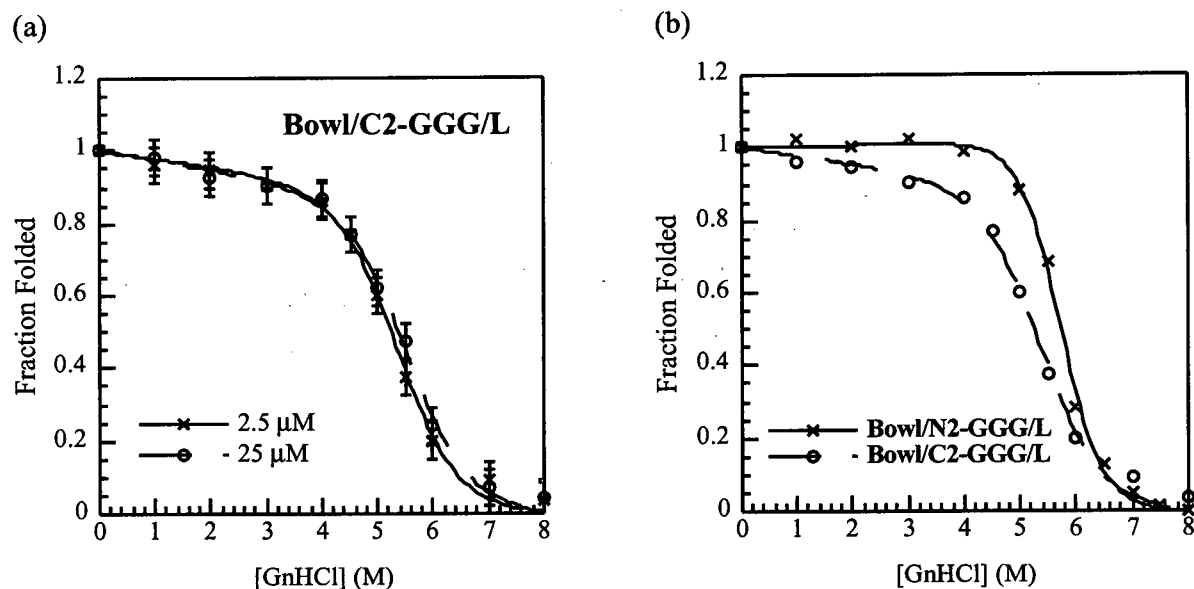 (a)
1.2
1
0.8
0.6
0.4
0.2
0
Fraction Folded
Bowl/C2-GGG/L
2.5 µM
25 µM
0 1 2 3 4 5 6 7 8
[GnHCl] (M)
(b)
1.2
1
0.8
0.6
0.4
0.2
0
Fraction Folded
Bowl/N2-GGG/L
Bowl/C2-GGG/L
0 1 2 3 4 5 6 7 8
[GnHCl] (M)